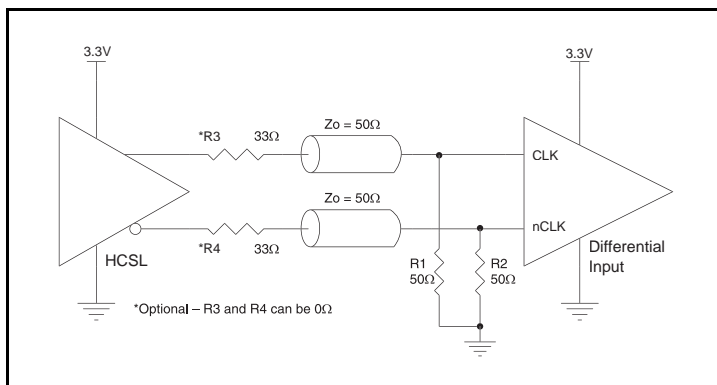 3.3V
3.3V
*R3
33Ω
Zo = 50Ω
CLK
Zo = 50Ω
*R4
33Ω
nCLK
HCSL
Differential
Input
R1
50Ω
R2
50Ω
*Optional – R3 and R4 can be 0Ω